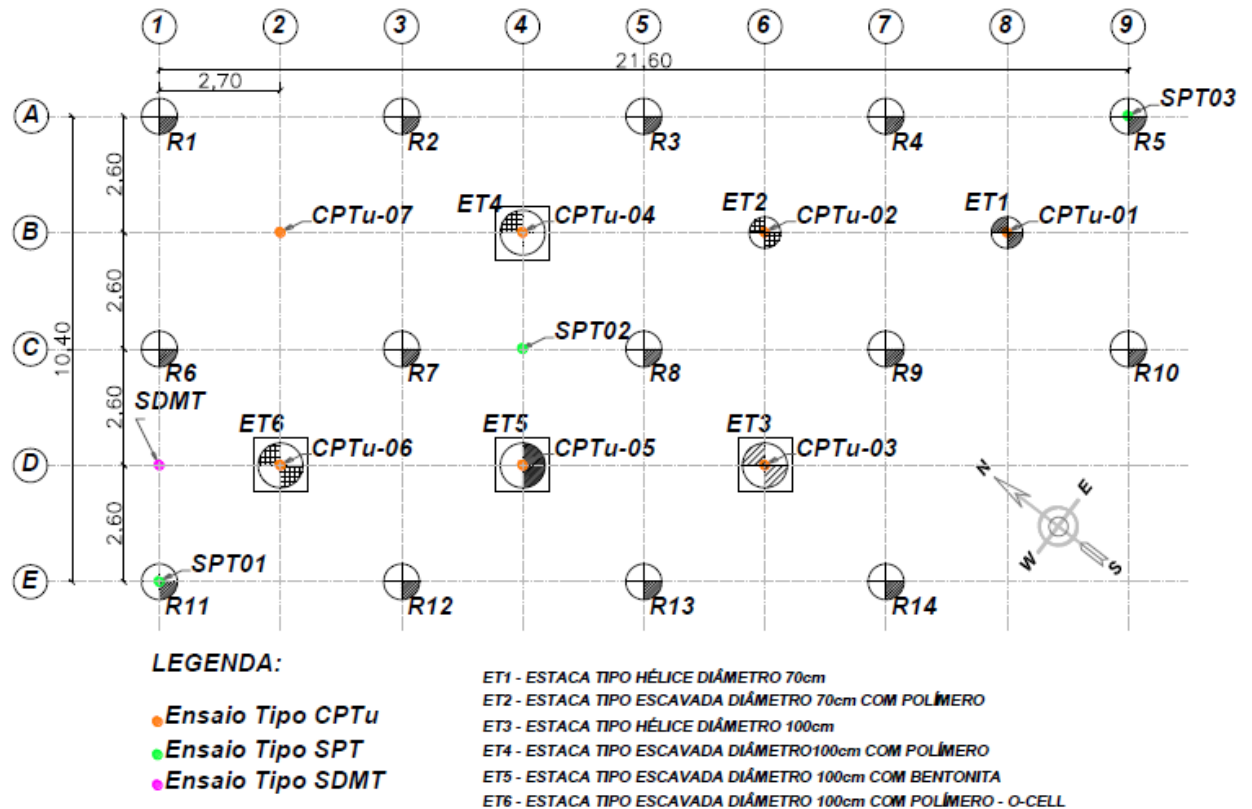 1 2 3 4 5 6 7 8 9
21,60
2,70
A
SPT03
R1 R2 R3 R4 R5
2,60
ET4 ET2 ET1
CPTu-07 CPTu-04 CPTu-02 CPTu-01
B
2,60
10,40
SPT02
C
R6 R7 R8 R9 R10
SDMT
2,60
ET6 ET5 ET3
CPTu-06 CPTu-05 CPTu-03
D
N E
2,60
W S
SPT01
E
R11 R12 R13 R14
LEGENDA:
Ensaio Tipo CPTu
Ensaio Tipo SPT
Ensaio Tipo SDMT
ET1 - ESTACA TIPO HÉLICE DIÂMETRO 70cm
ET2 - ESTACA TIPO ESCAVADA DIÂMETRO 70cm COM POLÍMERO
ET3 - ESTACA TIPO HÉLICE DIÂMETRO 100cm
ET4 - ESTACA TIPO ESCAVADA DIÂMETRO100cm COM POLÍMERO
ET5 - ESTACA TIPO ESCAVADA DIÂMETRO 100cm COM BENTONITA
ET6 - ESTACA TIPO ESCAVADA DIÂMETRO 100cm COM POLÍMERO - O-CELL